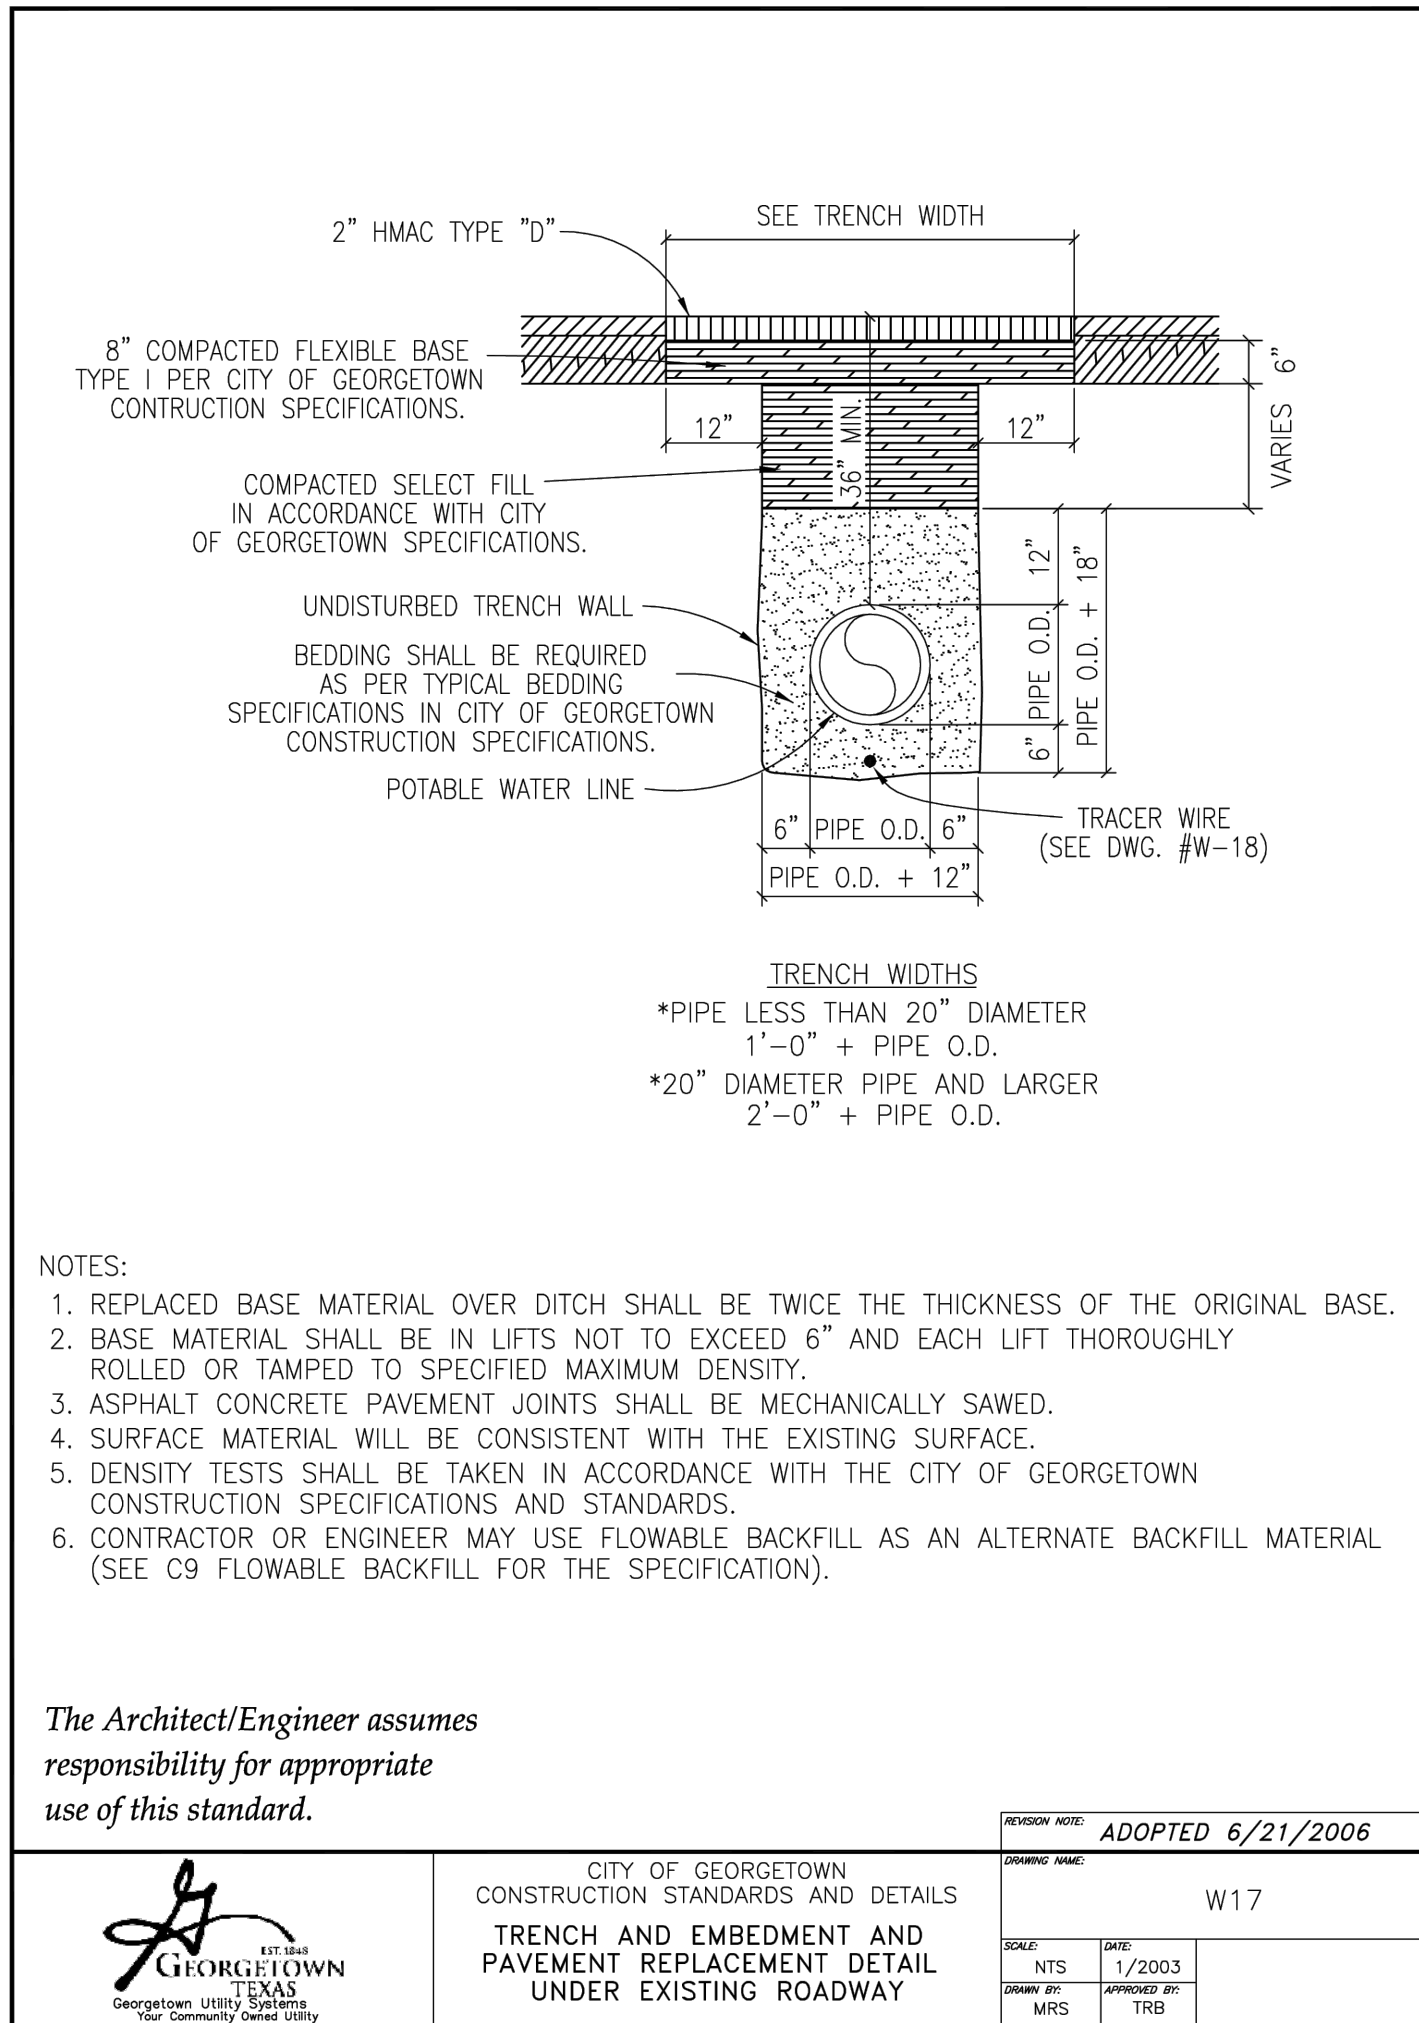 SEE TRENCH WIDTH
2" HMAC TYPE "D"
8" COMPACTED FLEXIBLE BASE
TYPE I PER CITY OF GEORGETOWN
CONTRUCTION SPECIFICATIONS.
6"
12"
36" MIN.
12"
VARIES
COMPACTED SELECT FILL
IN ACCORDANCE WITH CITY
OF GEORGETOWN SPECIFICATIONS.
12"
PIPE O.D.
6"
PIPE O.D. + 18"
UNDISTURBED TRENCH WALL
BEDDING SHALL BE REQUIRED
AS PER TYPICAL BEDDING
SPECIFICATIONS IN CITY OF GEORGETOWN
CONSTRUCTION SPECIFICATIONS.
POTABLE WATER LINE
TRACER WIRE
(SEE DWG. #W-18)
6" PIPE O.D. 6"
PIPE O.D. + 12"
TRENCH WIDTHS
*PIPE LESS THAN 20" DIAMETER
1'-0" + PIPE O.D.
*20" DIAMETER PIPE AND LARGER
2'-0" + PIPE O.D.
NOTES:
1. REPLACED BASE MATERIAL OVER DITCH SHALL BE TWICE THE THICKNESS OF THE ORIGINAL BASE.
2. BASE MATERIAL SHALL BE IN LIFTS NOT TO EXCEED 6" AND EACH LIFT THOROUGHLY
ROLLED OR TAMPED TO SPECIFIED MAXIMUM DENSITY.
3. ASPHALT CONCRETE PAVEMENT JOINTS SHALL BE MECHANICALLY SAWED.
4. SURFACE MATERIAL WILL BE CONSISTENT WITH THE EXISTING SURFACE.
5. DENSITY TESTS SHALL BE TAKEN IN ACCORDANCE WITH THE CITY OF GEORGETOWN
CONSTRUCTION SPECIFICATIONS AND STANDARDS.
6. CONTRACTOR OR ENGINEER MAY USE FLOWABLE BACKFILL AS AN ALTERNATE BACKFILL MATERIAL
(SEE C9 FLOWABLE BACKFILL FOR THE SPECIFICATION).
The Architect/Engineer assumes
responsibility for appropriate
use of this standard.
REVISION NOTE: ADOPTED 6/21/2006
EST. 1848
GEORGETOWN
TEXAS
Georgetown Utility Systems
Your Community Owned Utility
CITY OF GEORGETOWN
CONSTRUCTION STANDARDS AND DETAILS
TRENCH AND EMBEDMENT AND
PAVEMENT REPLACEMENT DETAIL
UNDER EXISTING ROADWAY
DRAWING NAME:
W17
SCALE:
NTS
DATE:
1/2003
DRAWN BY:
MRS
APPROVED BY:
TRB